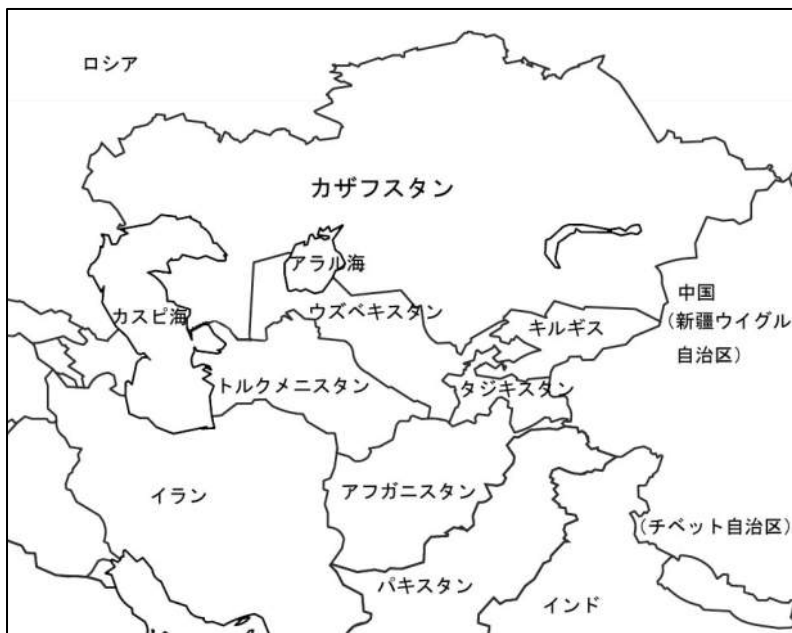 ロシア
カザフスタン
アラル海
カスピ海
ウズベキスタン
キルギス
中国
（新疆ウイグル
自治区）
トルクメニスタン
タジキスタン
イラン
アフガニスタン
（チベット自治区）
パキスタン
インド